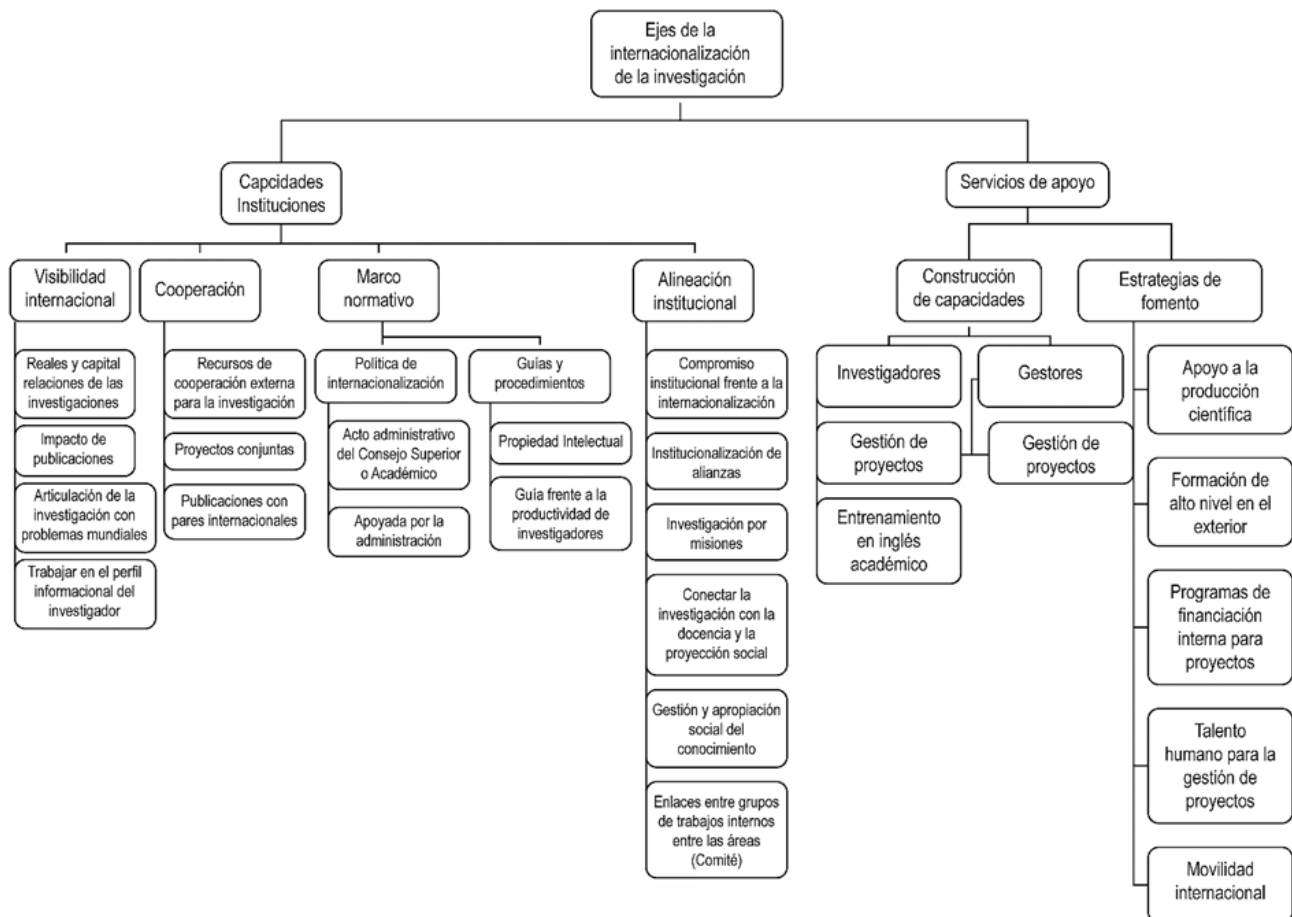 Ejes de la
internacionalización
de la investigación
Capcidades
Instituciones
Servicios de apoyo
Visibilidad
internacional
Cooperación
Marco
normativo
Alineación
institucional
Construcción
de capacidades
Estrategias de
fomento
Reales y capital
relaciones de las
investigaciones
Impacto de
publicaciones
Articulación de la
investigación con
problemas mundiales
Trabajar en el perfil
informacional del
investigador
Recursos de
cooperación externa
para la investigación
Proyectos conjuntas
Publicaciones con
pares internacionales
Política de
internacionalización
Acto administrativo
del Consejo Superior
o Académico
Apoyada por la
administración
Guías y
procedimientos
Propiedad Intelectual
Guía frente a la
productividad de
investigadores
Compromiso
institucional frente a la
internacionalización
Institucionalización de
alianzas
Investigación por
misiones
Conectar la
investigación con la
docencia y la
proyección social
Gestión y apropiación
social del
conocimiento
Enlaces entre grupos
de trabajos internos
entre las áreas
(Comité)
Investigadores
Gestión de
proyectos
Entrenamiento
en inglés
académico
Gestores
Gestión de
proyectos
Apoyo a la
producción
científica
Formación de
alto nivel en el
exterior
Programas de
financiación
interna para
proyectos
Talento
humano para la
gestión de
proyectos
Movilidad
internacional